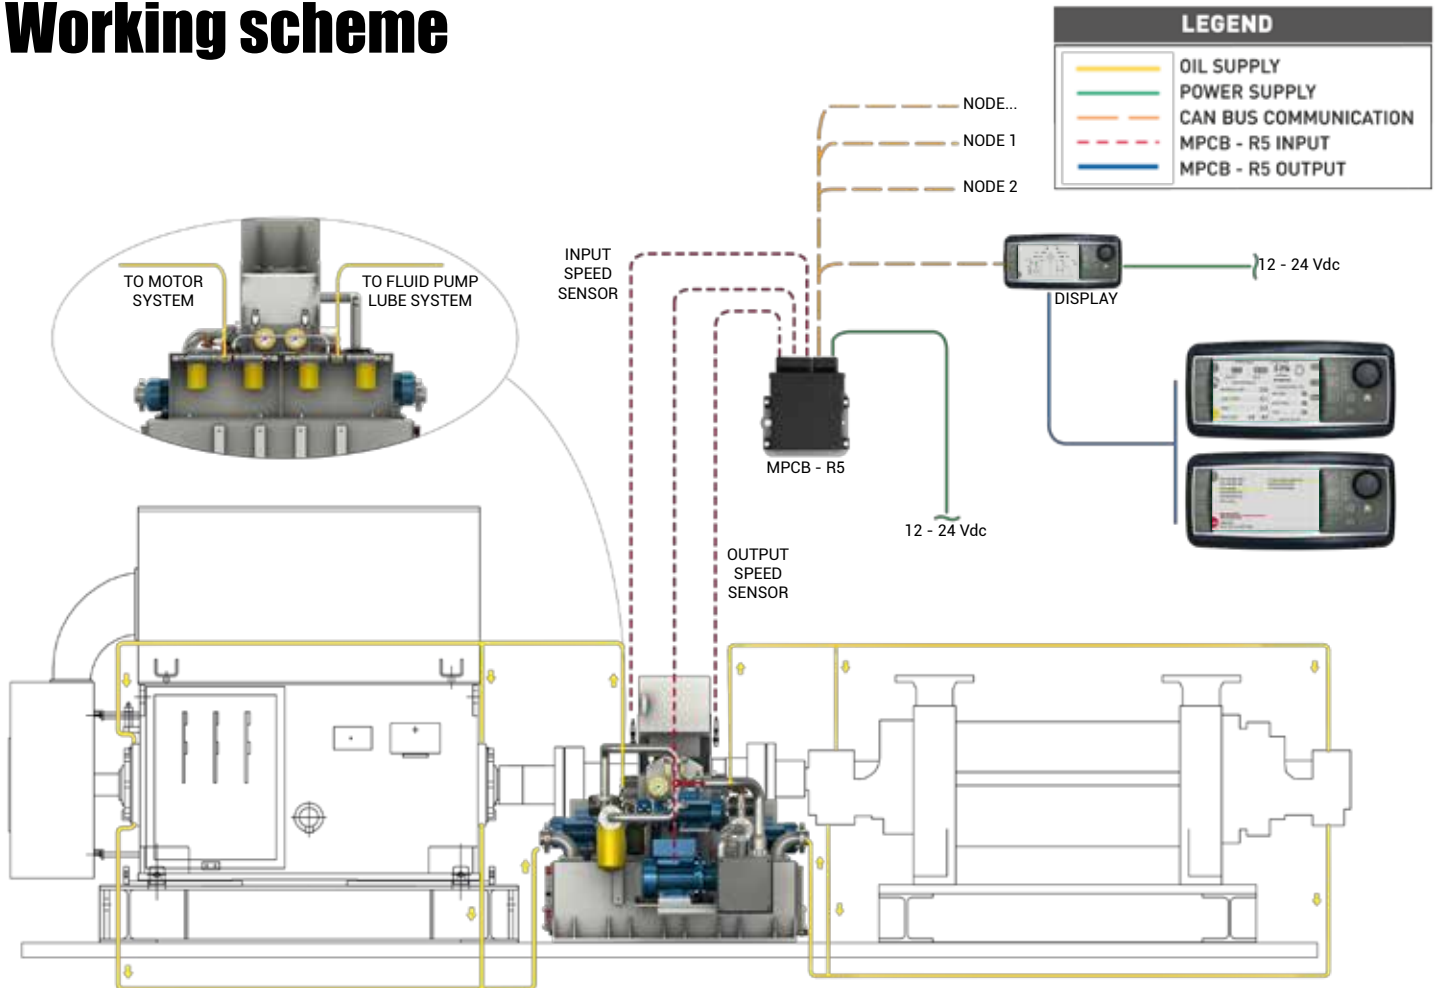 Working scheme
LEGEND
OIL SUPPLY
POWER SUPPLY
CAN BUS COMMUNICATION
MPCB - R5 INPUT
MPCB - R5 OUTPUT
NODE...
NODE 1
NODE 2
INPUT
SPEED
SENSOR
12 - 24 Vdc
DISPLAY
TO MOTOR
SYSTEM
TO FLUID PUMP
LUBE SYSTEM
MPCB - R5
12 - 24 Vdc
OUTPUT
SPEED
SENSOR